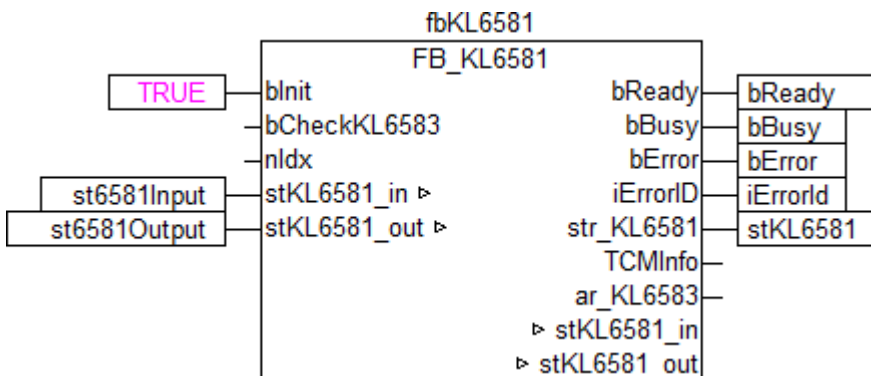 fbKL6581
FB_KL6581
TRUE bInit bReady bReady
bCheckKL6583 bBusy bBusy
nIdx bError bError
st6581Input stKL6581_in ▹ iErrorID iErrorId
st6581Output stKL6581_out ▹ str_KL6581 stKL6581
TCMInfo
ar_KL6583
▹ stKL6581_in
▹ stKL6581_out